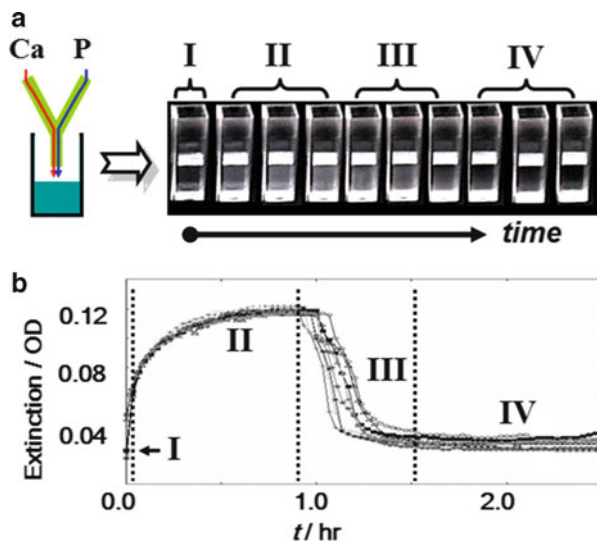 a
Ca P
I II III IV
time
b
Extinction / OD
0.12
0.08
0.04
I
II
III
IV
0.0 1.0 2.0
t / hr